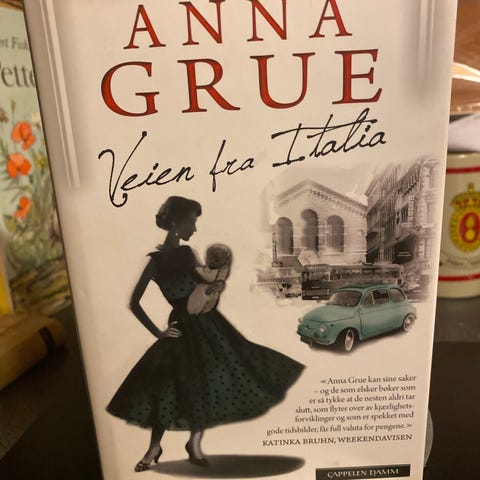 ANNA
GRUE
Veien fra Italia
«Anna Grue kan sine saker
– og de som elsker bøker som
er så tykke at de nesten aldri tar
slutt, som flyter over av kjærlighets-
forviklinger og som er spekket med
gode tidsbilder, får full valuta for pengene.»
KATINKA BRUHN, WEEKENDAVISEN
CAPPELEN DAMM